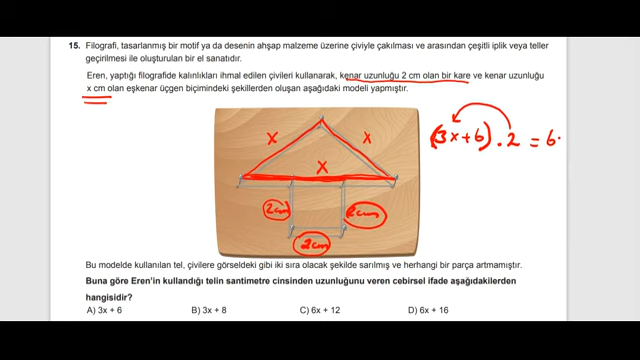 15. Filografi, tasarlanmış bir motif ya da desenin ahşap malzeme üzerine çiviyle çakılması ve arasından çeşitli iplik veya teller
geçirilmesi ile oluşturulan bir el sanatıdır.
Eren, yaptığı filografide kalınlıkları ihmal edilen çivileri kullanarak, kenar uzunluğu 2 cm olan bir kare ve kenar uzunluğu
x cm olan eşkenar üçgen biçimindeki şekillerden oluşan aşağıdaki modeli yapmıştır.
(3x+6).2=6.
x x
x
2cm 2cm
2cm
Bu modelde kullanılan tel, çivilere görseldeki gibi iki sıra olacak şekilde sarılmış ve herhangi bir parça artmamıştır.
Buna göre Eren'in kullandığı telin santimetre cinsinden uzunluğunu veren cebirsel ifade aşağıdakilerden
hangisidir?
A) 3x + 6 B) 3x + 8 C) 6x + 12 D) 6x + 16